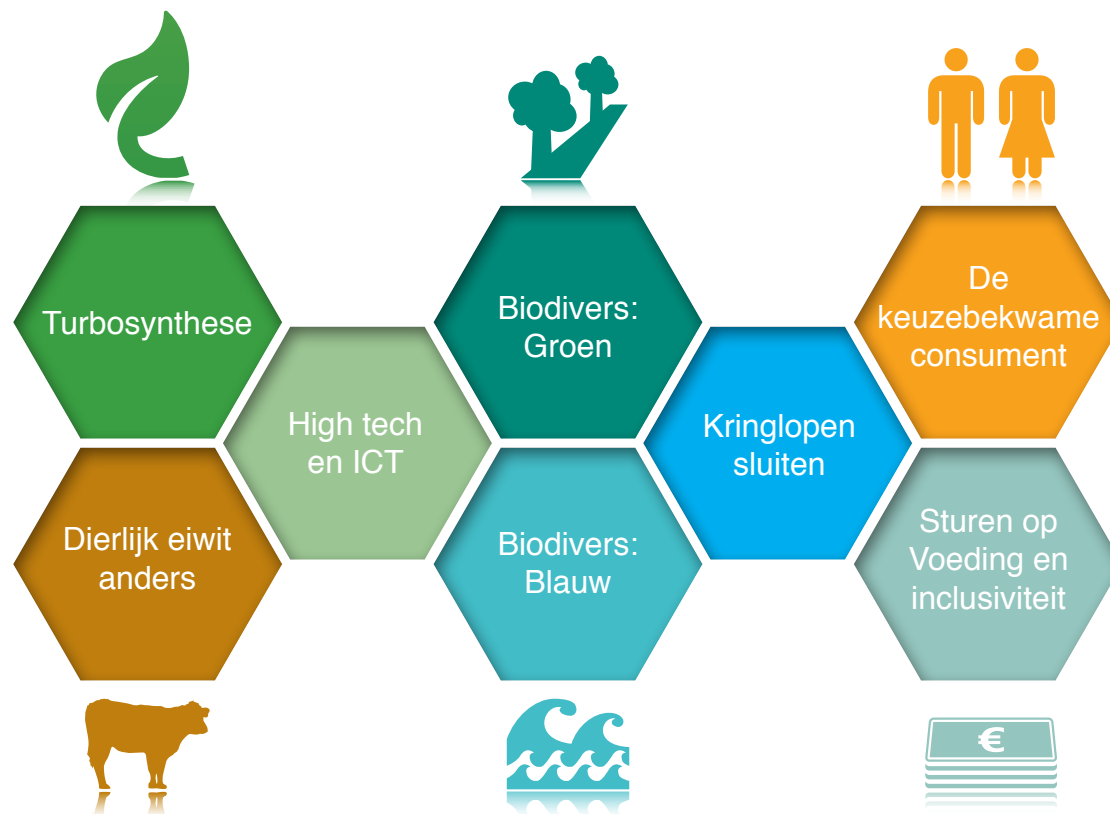 Turbosynthese
Dierlijk eiwit
anders
High tech
en ICT
Biodivers:
Groen
Biodivers:
Blauw
Kringlopen
sluiten
De
keuzebekwame
consument
Sturen op
Voeding en
inclusiviteit
€